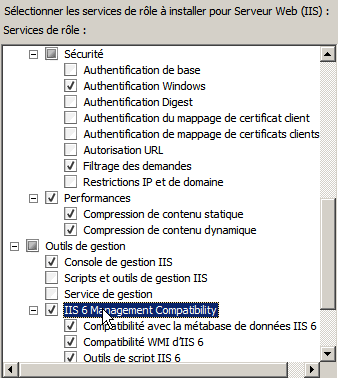 Sélectionner les services de rôle à installer pour Serveur Web (IIS) :
Services de rôle :
Sécurité
Authentification de base
Authentification Windows
Authentification Digest
Authentification du mappage de certificat client
Authentification de mappage de certificats clients
Autorisation URL
Filtrage des demandes
Restrictions IP et de domaine
Performances
Compression de contenu statique
Compression de contenu dynamique
Outils de gestion
Console de gestion IIS
Scripts et outils de gestion IIS
Service de gestion
IIS 6 Management Compatibility
Compatibilité avec la métabase de données IIS 6
Compatibilité WMI d'IIS 6
Outils de script IIS 6